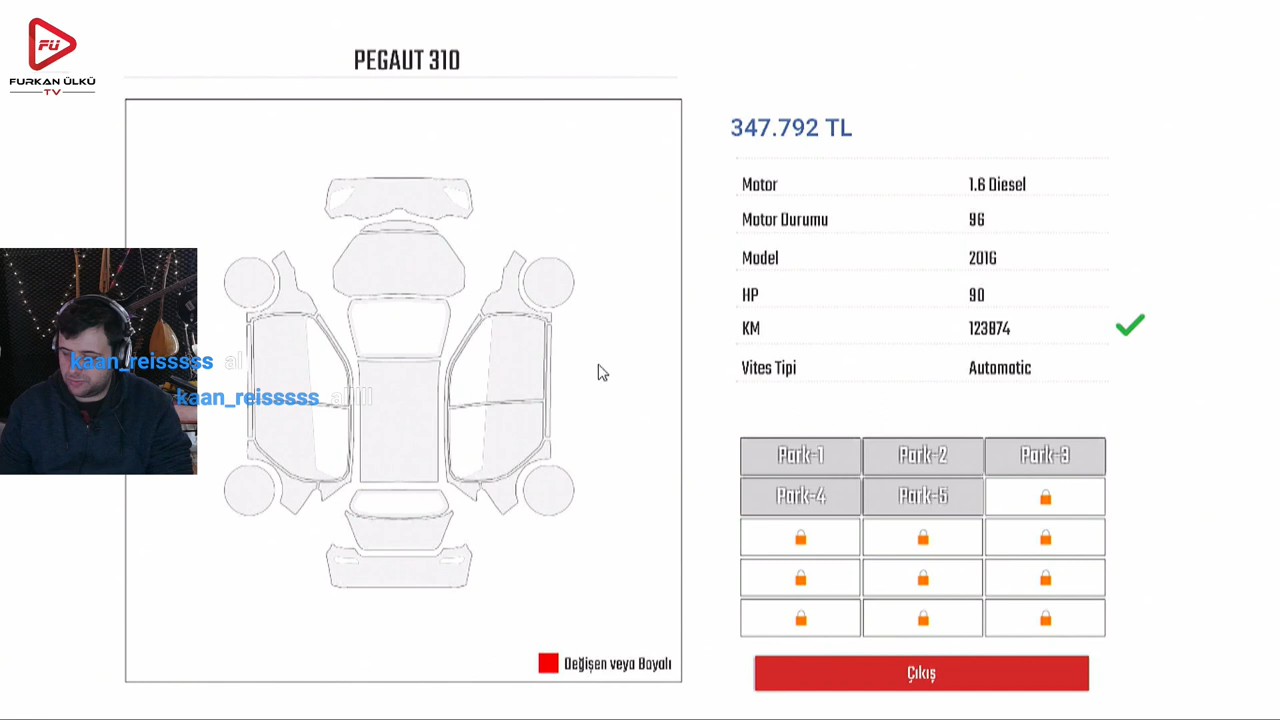 FU
FURKAN ÜLKÜ
TV
PEGAUT 310
347.792 TL
Motor 1.6 Diesel
Motor Durumu 96
Model 2016
HP 90
KM 123874
Vites Tipi Automatic
kaan_reisssss al
kaan_reisssss
Park-1 Park-2 Park-3
Park-4 Park-5
Değişen veya Boyalı
Çıkış